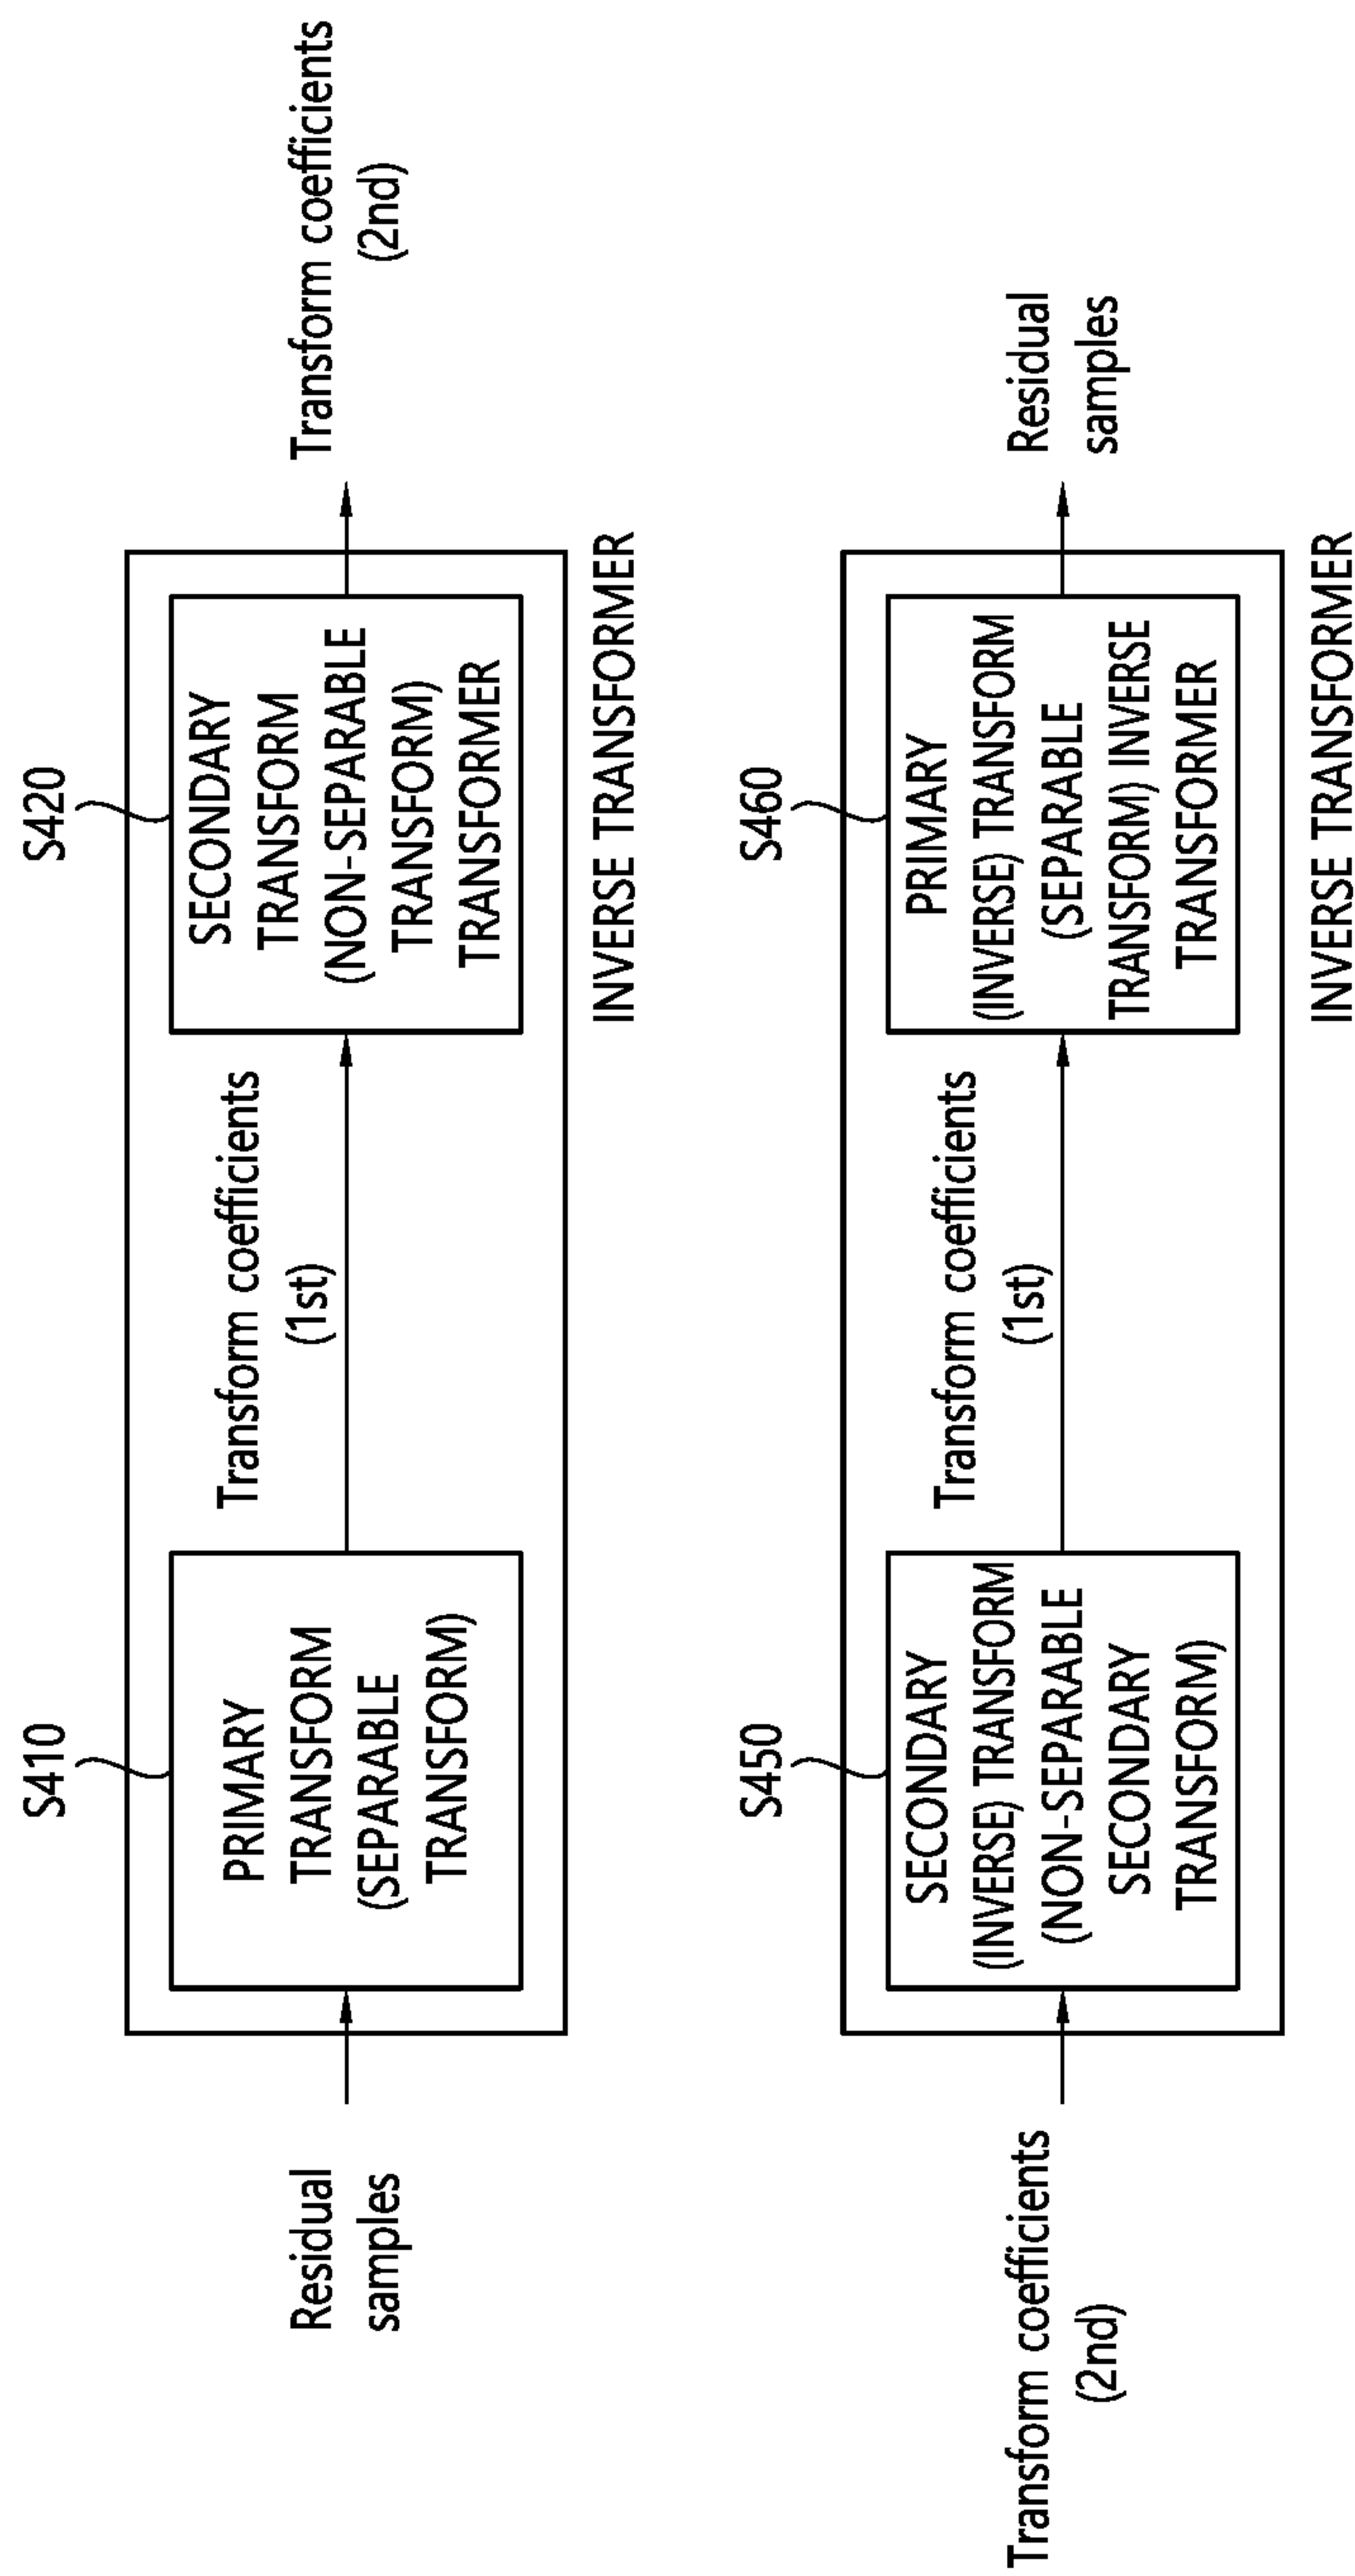 S410
S420
Residual
samples
PRIMARY
TRANSFORM
(SEPARABLE
TRANSFORM)
Transform coefficients
(1st)
SECONDARY
TRANSFORM
(NON-SEPARABLE
TRANSFORM)
TRANSFORMER
Transform coefficients
(2nd)
INVERSE TRANSFORMER
S450
S460
Transform coefficients
(2nd)
SECONDARY
(INVERSE) TRANSFORM
(NON-SEPARABLE
SECONDARY
TRANSFORM)
Transform coefficients
(1st)
PRIMARY
(INVERSE) TRANSFORM
(SEPARABLE
TRANSFORM) INVERSE
TRANSFORMER
Residual
samples
INVERSE TRANSFORMER